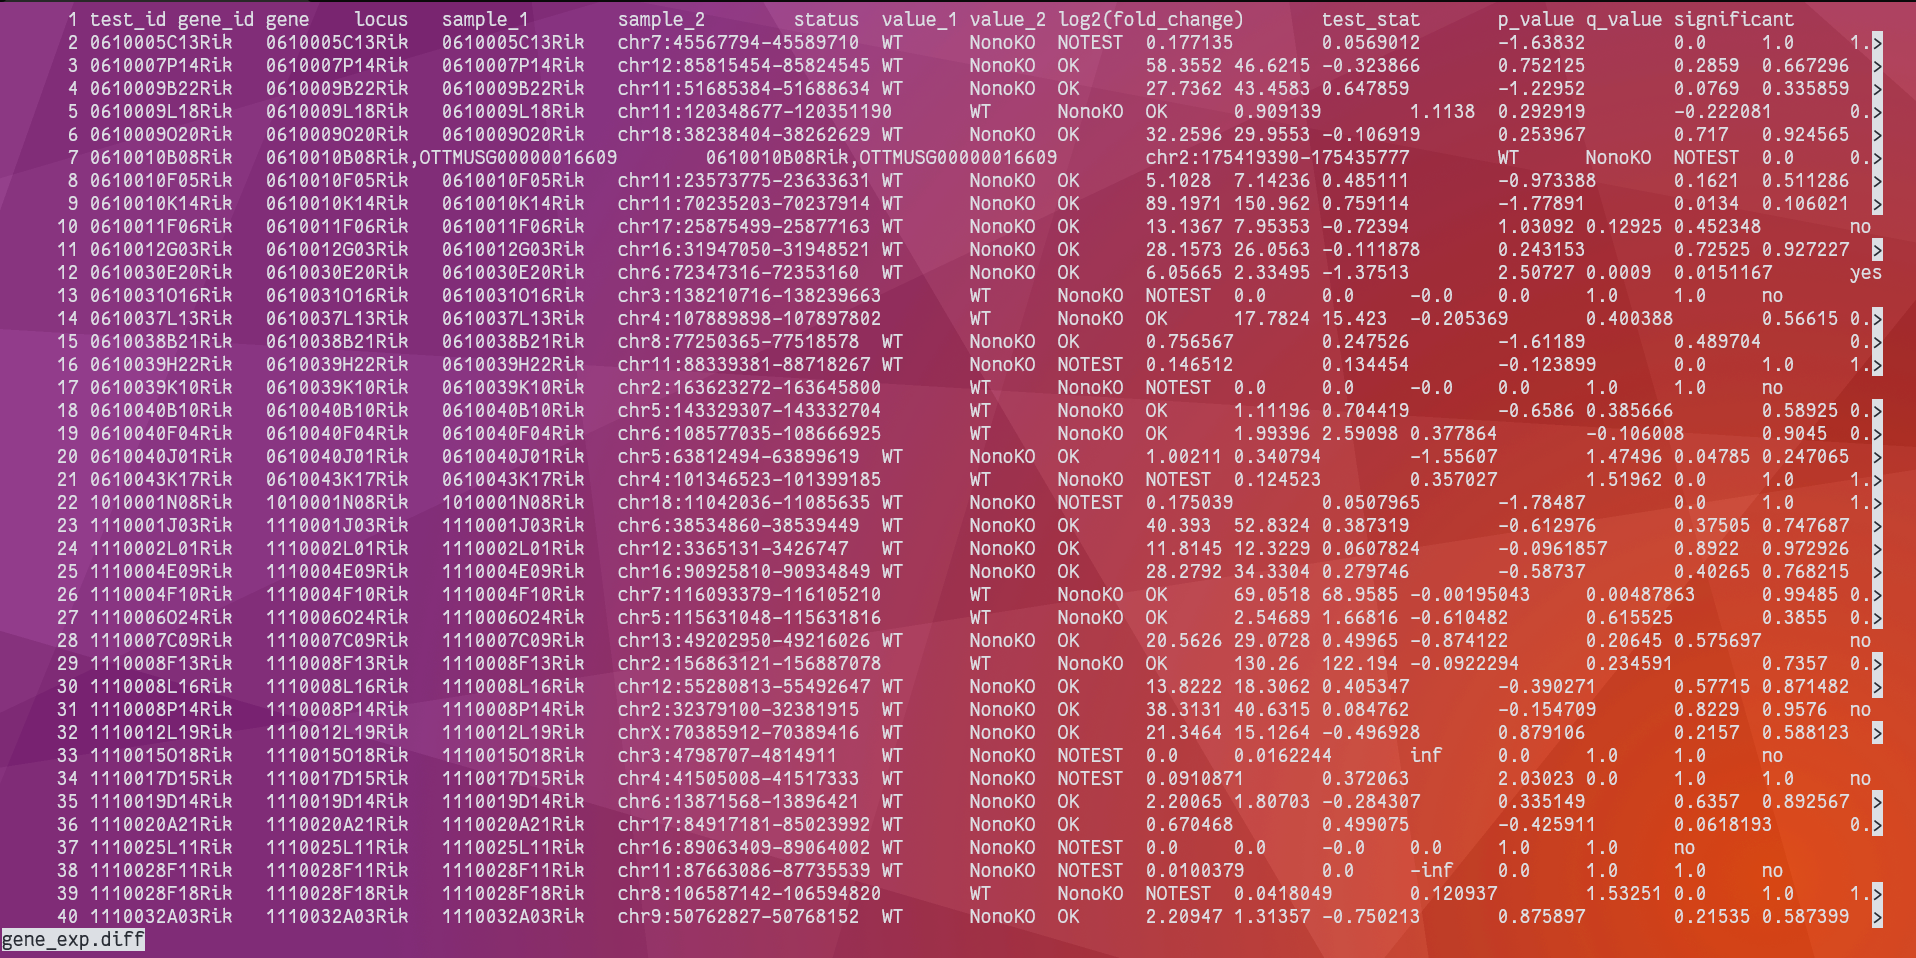 1 test_id gene_id gene locus sample_1 sample_2 status value_1 value_2 log2(fold_change) test_stat p_value q_value significant
2 0610005C13Rik 0610005C13Rik 0610005C13Rik chr7:45567794-45589710 WT NonoKO NOTEST 0.177135 0.0569012 -1.63832 0.0 1.0 1.>
3 0610007P14Rik 0610007P14Rik 0610007P14Rik chr12:85815454-85824545 WT NonoKO OK 58.3552 46.6215 -0.323866 0.752125 0.2859 0.667296 >
4 0610009B22Rik 0610009B22Rik 0610009B22Rik chr11:51685384-51688634 WT NonoKO OK 27.7362 43.4583 0.647859 -1.22952 0.0769 0.335859 >
5 0610009L18Rik 0610009L18Rik 0610009L18Rik chr11:120348677-120351190 WT NonoKO OK 0.909139 1.1138 0.292919 -0.222081 0.>
6 0610009O20Rik 0610009O20Rik 0610009O20Rik chr18:38238404-38262629 WT NonoKO OK 32.2596 29.9553 -0.106919 0.253967 0.717 0.924565 >
7 0610010B08Rik 0610010B08Rik,OTTMUSG00000016609 0610010B08Rik,OTTMUSG00000016609 chr2:175419390-175435777 WT NonoKO NOTEST 0.0 0.>
8 0610010F05Rik 0610010F05Rik 0610010F05Rik chr11:23573775-23633631 WT NonoKO OK 5.1028 7.14236 0.485111 -0.973388 0.1621 0.511286 >
9 0610010K14Rik 0610010K14Rik 0610010K14Rik chr11:70235203-70237914 WT NonoKO OK 89.1971 150.962 0.759114 -1.77891 0.0134 0.106021 >
10 0610011F06Rik 0610011F06Rik 0610011F06Rik chr17:25875499-25877163 WT NonoKO OK 13.1367 7.95353 -0.72394 1.03092 0.12925 0.452348 no
11 0610012G03Rik 0610012G03Rik 0610012G03Rik chr16:31947050-31948521 WT NonoKO OK 28.1573 26.0563 -0.111878 0.243153 0.72525 0.927227 >
12 0610030E20Rik 0610030E20Rik 0610030E20Rik chr6:72347316-72353160 WT NonoKO OK 6.05665 2.33495 -1.37513 2.50727 0.0009 0.0151167 yes
13 0610031O16Rik 0610031O16Rik 0610031O16Rik chr3:138210716-138239663 WT NonoKO NOTEST 0.0 0.0 -0.0 0.0 1.0 1.0 no
14 0610037L13Rik 0610037L13Rik 0610037L13Rik chr4:107889898-107897802 WT NonoKO OK 17.7824 15.423 -0.205369 0.400388 0.56615 0.>
15 0610038B21Rik 0610038B21Rik 0610038B21Rik chr8:77250365-77518578 WT NonoKO OK 0.756567 0.247526 -1.61189 0.489704 0.>
16 0610039H22Rik 0610039H22Rik 0610039H22Rik chr11:88339381-88718267 WT NonoKO NOTEST 0.146512 0.134454 -0.123899 0.0 1.0 1.>
17 0610039K10Rik 0610039K10Rik 0610039K10Rik chr2:163623272-163645800 WT NonoKO NOTEST 0.0 0.0 -0.0 0.0 1.0 1.0 no
18 0610040B10Rik 0610040B10Rik 0610040B10Rik chr5:143329307-143332704 WT NonoKO OK 1.11196 0.704419 -0.6586 0.385666 0.58925 0.>
19 0610040F04Rik 0610040F04Rik 0610040F04Rik chr6:108577035-108666925 WT NonoKO OK 1.99396 2.59098 0.377864 -0.106008 0.9045 0.>
20 0610040J01Rik 0610040J01Rik 0610040J01Rik chr5:63812494-63899619 WT NonoKO OK 1.00211 0.340794 -1.55607 1.47496 0.04785 0.247065 >
21 0610043K17Rik 0610043K17Rik 0610043K17Rik chr4:101346523-101399185 WT NonoKO NOTEST 0.124523 0.357027 1.51962 0.0 1.0 1.>
22 1010001N08Rik 1010001N08Rik 1010001N08Rik chr18:11042036-11085635 WT NonoKO NOTEST 0.175039 0.0507965 -1.78487 0.0 1.0 1.>
23 1110001J03Rik 1110001J03Rik 1110001J03Rik chr6:38534860-38539449 WT NonoKO OK 40.393 52.8324 0.387319 -0.612976 0.37505 0.747687 >
24 1110002L01Rik 1110002L01Rik 1110002L01Rik chr12:3365131-3426747 WT NonoKO OK 11.8145 12.3229 0.0607824 -0.0961857 0.8922 0.972926 >
25 1110004E09Rik 1110004E09Rik 1110004E09Rik chr16:90925810-90934849 WT NonoKO OK 28.2792 34.3304 0.279746 -0.58737 0.40265 0.768215 >
26 1110004F10Rik 1110004F10Rik 1110004F10Rik chr7:116093379-116105210 WT NonoKO OK 69.0518 68.9585 -0.00195043 0.00487863 0.99485 0.>
27 1110006O24Rik 1110006O24Rik 1110006O24Rik chr5:115631048-115631816 WT NonoKO OK 2.54689 1.66816 -0.610482 0.615525 0.3855 0.>
28 1110007C09Rik 1110007C09Rik 1110007C09Rik chr13:49202950-49216026 WT NonoKO OK 20.5626 29.0728 0.49965 -0.874122 0.20645 0.575697 no
29 1110008F13Rik 1110008F13Rik 1110008F13Rik chr2:156863121-156887078 WT NonoKO OK 130.26 122.194 -0.0922294 0.234591 0.7357 0.>
30 1110008L16Rik 1110008L16Rik 1110008L16Rik chr12:55280813-55492647 WT NonoKO OK 13.8222 18.3062 0.405347 -0.390271 0.57715 0.871482 >
31 1110008P14Rik 1110008P14Rik 1110008P14Rik chr2:32379100-32381915 WT NonoKO OK 38.3131 40.6315 0.084762 -0.154709 0.8229 0.9576 no
32 1110012L19Rik 1110012L19Rik 1110012L19Rik chrX:70385912-70389416 WT NonoKO OK 21.3464 15.1264 -0.496928 0.879106 0.2157 0.588123 >
33 1110015O18Rik 1110015O18Rik 1110015O18Rik chr3:4798707-4814911 WT NonoKO NOTEST 0.0 0.0162244 inf 0.0 1.0 1.0 no
34 1110017D15Rik 1110017D15Rik 1110017D15Rik chr4:41505008-41517333 WT NonoKO NOTEST 0.0910871 0.372063 2.03023 0.0 1.0 1.0 no
35 1110019D14Rik 1110019D14Rik 1110019D14Rik chr6:13871568-13896421 WT NonoKO OK 2.20065 1.80703 -0.284307 0.335149 0.6357 0.892567 >
36 1110020A21Rik 1110020A21Rik 1110020A21Rik chr17:84917181-85023992 WT NonoKO OK 0.670468 0.499075 -0.425911 0.0618193 0.>
37 1110025L11Rik 1110025L11Rik 1110025L11Rik chr16:89063409-89064002 WT NonoKO NOTEST 0.0 0.0 -0.0 0.0 1.0 1.0 no
38 1110028F11Rik 1110028F11Rik 1110028F11Rik chr11:87663086-87735539 WT NonoKO NOTEST 0.0100379 0.0 -inf 0.0 1.0 1.0 no
39 1110028F18Rik 1110028F18Rik 1110028F18Rik chr8:106587142-106594820 WT NonoKO NOTEST 0.0418049 0.120937 1.53251 0.0 1.0 1.>
40 1110032A03Rik 1110032A03Rik 1110032A03Rik chr9:50762827-50768152 WT NonoKO OK 2.20947 1.31357 -0.750213 0.875897 0.21535 0.587399 >
gene_exp.diff